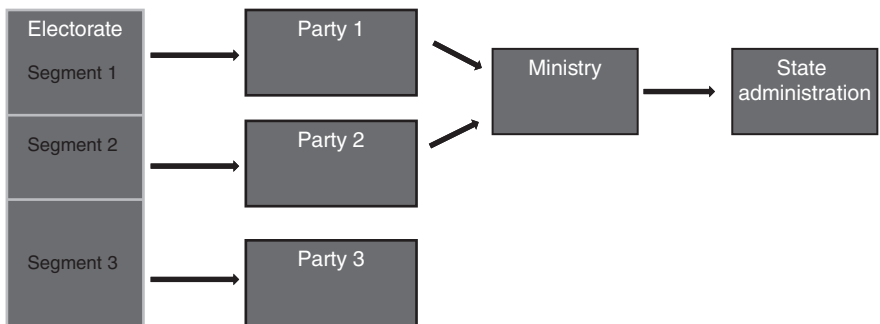 Electorate
Segment 1
Segment 2
Segment 3
Party 1
Party 2
Party 3
Ministry
State
administration